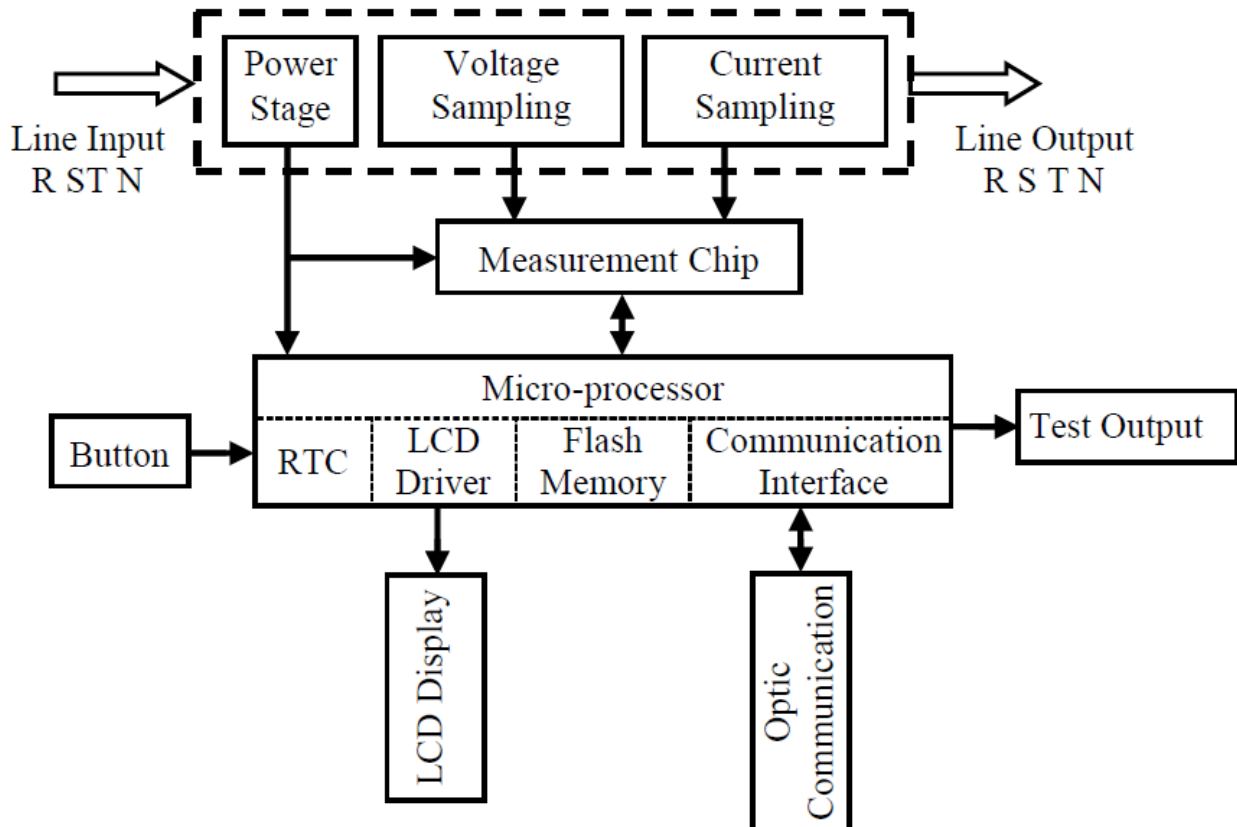 Power
Stage
Voltage
Sampling
Current
Sampling
Line Input
R ST N
Line Output
R S T N
Measurement Chip
Micro-processor
Button
RTC
LCD
Driver
Flash
Memory
Communication
Interface
Test Output
LCD Display
Optic
Communication